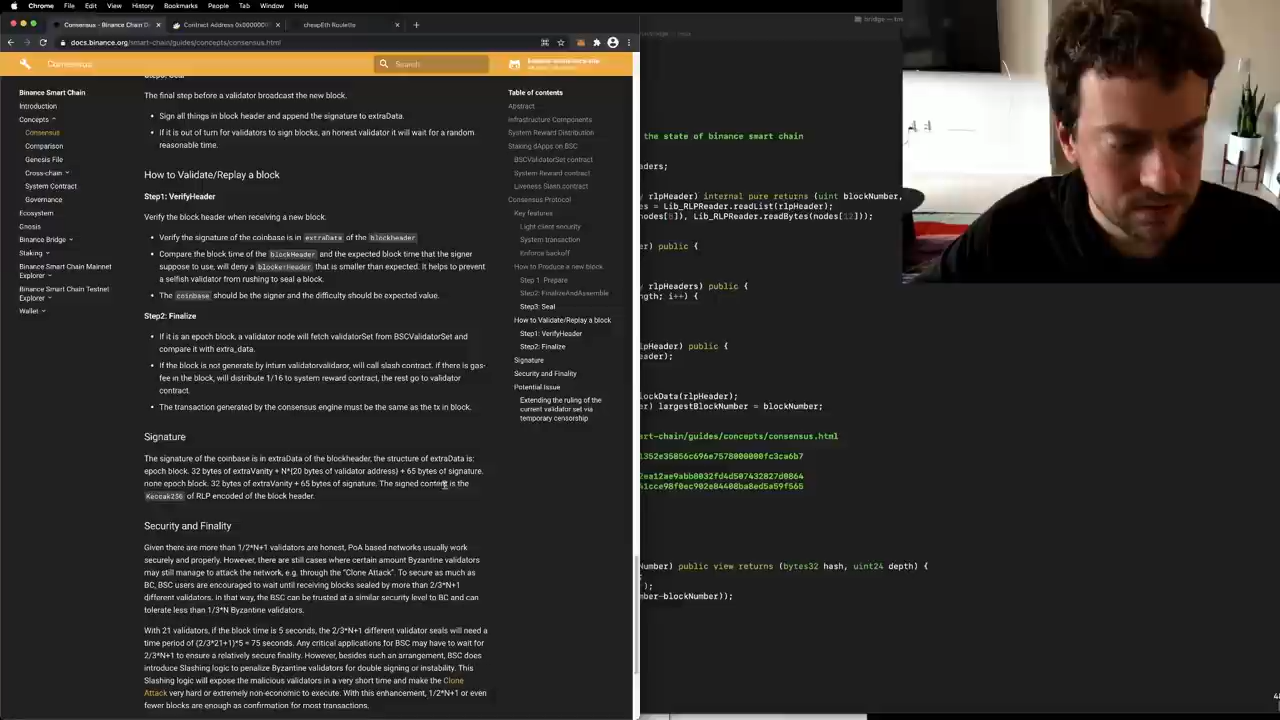 Chrome File Edit View History Bookmarks People Tab Window Help
Consensus - Binance Chain D
Contract Address 0x0000000
cheapEth Roulette
docs.binance.org/smart-chain/guides/concepts/consensus.html
Consensus
Search
Binance Smart Chain
Introduction
Concepts
Consensus
Comparison
Genesis File
Cross-chain
System Contract
Governance
Ecosystem
Gnosis
Binance Bridge
Staking
Binance Smart Chain Mainnet
Explorer
Binance Smart Chain Testnet
Explorer
Wallet
The final step before a validator broadcast the new block.
Sign all things in block header and append the signature to extraData.
If it is out of turn for validators to sign blocks, an honest validator it will wait for a random
reasonable time.
How to Validate/Replay a block
Step1: VerifyHeader
Verify the block header when receiving a new block.
Verify the signature of the coinbase is in extraData of the blockheader
Compare the block time of the blockHeader and the expected block time that the signer
suppose to use, will deny a blockerHeader that is smaller than expected. It helps to prevent
a selfish validator from rushing to seal a block.
The coinbase should be the signer and the difficulty should be expected value.
Step2: Finalize
If it is an epoch block, a validator node will fetch validatorSet from BSCValidatorSet and
compare it with extra_data.
If the block is not generate by inturn validatorvalidaror, will call slash contract. if there is gas-
fee in the block, will distribute 1/16 to system reward contract, the rest go to validator
contract.
The transaction generated by the consensus engine must be the same as the tx in block.
Signature
The signature of the coinbase is in extraData of the blockheader, the structure of extraData is:
epoch block. 32 bytes of extraVanity + N*{20 bytes of validator address} + 65 bytes of signature.
none epoch block. 32 bytes of extraVanity + 65 bytes of signature. The signed content is the
Keccak256 of RLP encoded of the block header.
Security and Finality
Given there are more than 1/2*N+1 validators are honest, PoA based networks usually work
securely and properly. However, there are still cases where certain amount Byzantine validators
may still manage to attack the network, e.g. through the "Clone Attack". To secure as much as
BC, BSC users are encouraged to wait until receiving blocks sealed by more than 2/3*N+1
different validators. In that way, the BSC can be trusted at a similar security level to BC and can
tolerate less than 1/3*N Byzantine validators.
With 21 validators, if the block time is 5 seconds, the 2/3*N+1 different validator seals will need a
time period of (2/3*21+1)*5 = 75 seconds. Any critical applications for BSC may have to wait for
2/3*N+1 to ensure a relatively secure finality. However, besides such an arrangement, BSC does
introduce Slashing logic to penalize Byzantine validators for double signing or instability. This
Slashing logic will expose the malicious validators in a very short time and make the Clone
Attack very hard or extremely non-economic to execute. With this enhancement, 1/2*N+1 or even
fewer blocks are enough as confirmation for most transactions.
Table of contents
Abstract
Infrastructure Components
System Reward Distribution
Staking dApps on BSC
BSCValidatorSet contract
System Reward contract
Liveness Slash contract
Consensus Protocol
Key features
Light client security
System transaction
Enforce backoff
How to Produce a new block
Step 1: Prepare
Step2: FinalizeAndAssemble
Step3: Seal
How to Validate/Replay a block
Step1: VerifyHeader
Step2: Finalize
Signature
Security and Finality
Potential Issue
Extending the ruling of the
current validator set via
temporary censorship
the state of binance smart chain
rlpHeader) internal pure returns (uint blockNumber,
s = Lib_RLPReader.readList(rlpHeader);
nodes[8]), Lib_RLPReader.readBytes(nodes[12]));
) public {
rlpHeaders) public {
gth; i++) {
lpHeader) public {
eader);
ockData(rlpHeader);
r) largestBlockNumber = blockNumber;
rt-chain/guides/concepts/consensus.html
umber) public view returns (bytes32 hash, uint24 depth) {
mber-blockNumber));